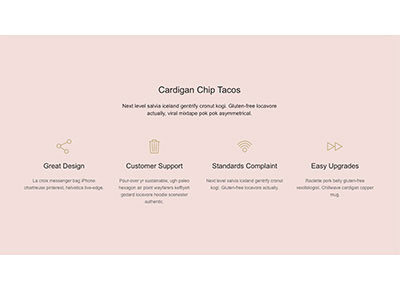 Cardigan Chip Tacos
Next level salvia iceland gentrify cronut kogi. Gluten-free locavore
actually, viral mixtape pok pok asymmetrical.
Great Design
Customer Support
Standards Complaint
Easy Upgrades
La croix messenger bag iPhone
chartreuse pinterest, helvetica live-edge.
Pour-over yr sustainable, ugh paleo
hexagon af plant wayfarers keffiyeh
godard locavore hoodie scenester
authentic.
Next level salvia iceland gentrify cronut
kogi. Gluten-free locavore actually.
Raclette pork belly gluten-free
revitologist. Chillwave cardigan copper
mug.